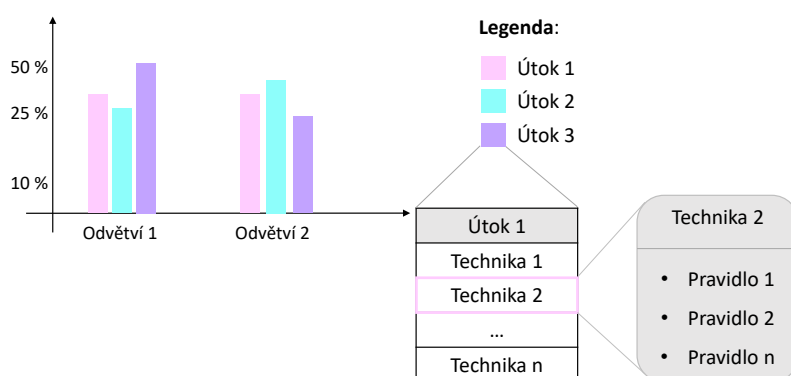 50 %
25 %
10 %
Odvětví 1
Odvětví 2
Legenda:
Útok 1
Útok 2
Útok 3
Útok 1
Technika 1
Technika 2
...
Technika n
Technika 2
• Pravidlo 1
• Pravidlo 2
• Pravidlo n